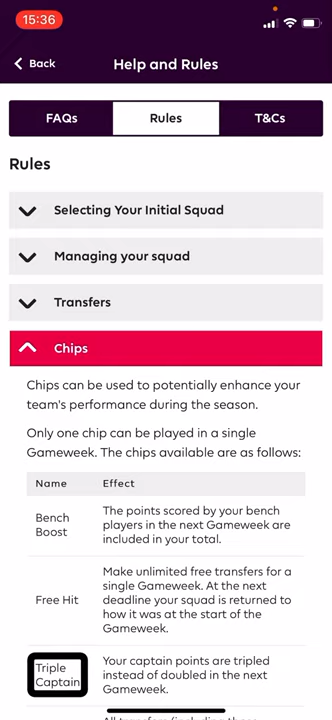 15:36
Back
Help and Rules
FAQs
Rules
T&Cs
Rules
Selecting Your Initial Squad
Managing your squad
Transfers
Chips
Chips can be used to potentially enhance your
team's performance during the season.
Only one chip can be played in a single
Gameweek. The chips available are as follows:
Name
Effect
Bench
Boost
The points scored by your bench
players in the next Gameweek are
included in your total.
Free Hit
Make unlimited free transfers for a
single Gameweek. At the next
deadline your squad is returned to
how it was at the start of the
Gameweek.
Triple
Captain
Your captain points are tripled
instead of doubled in the next
Gameweek.